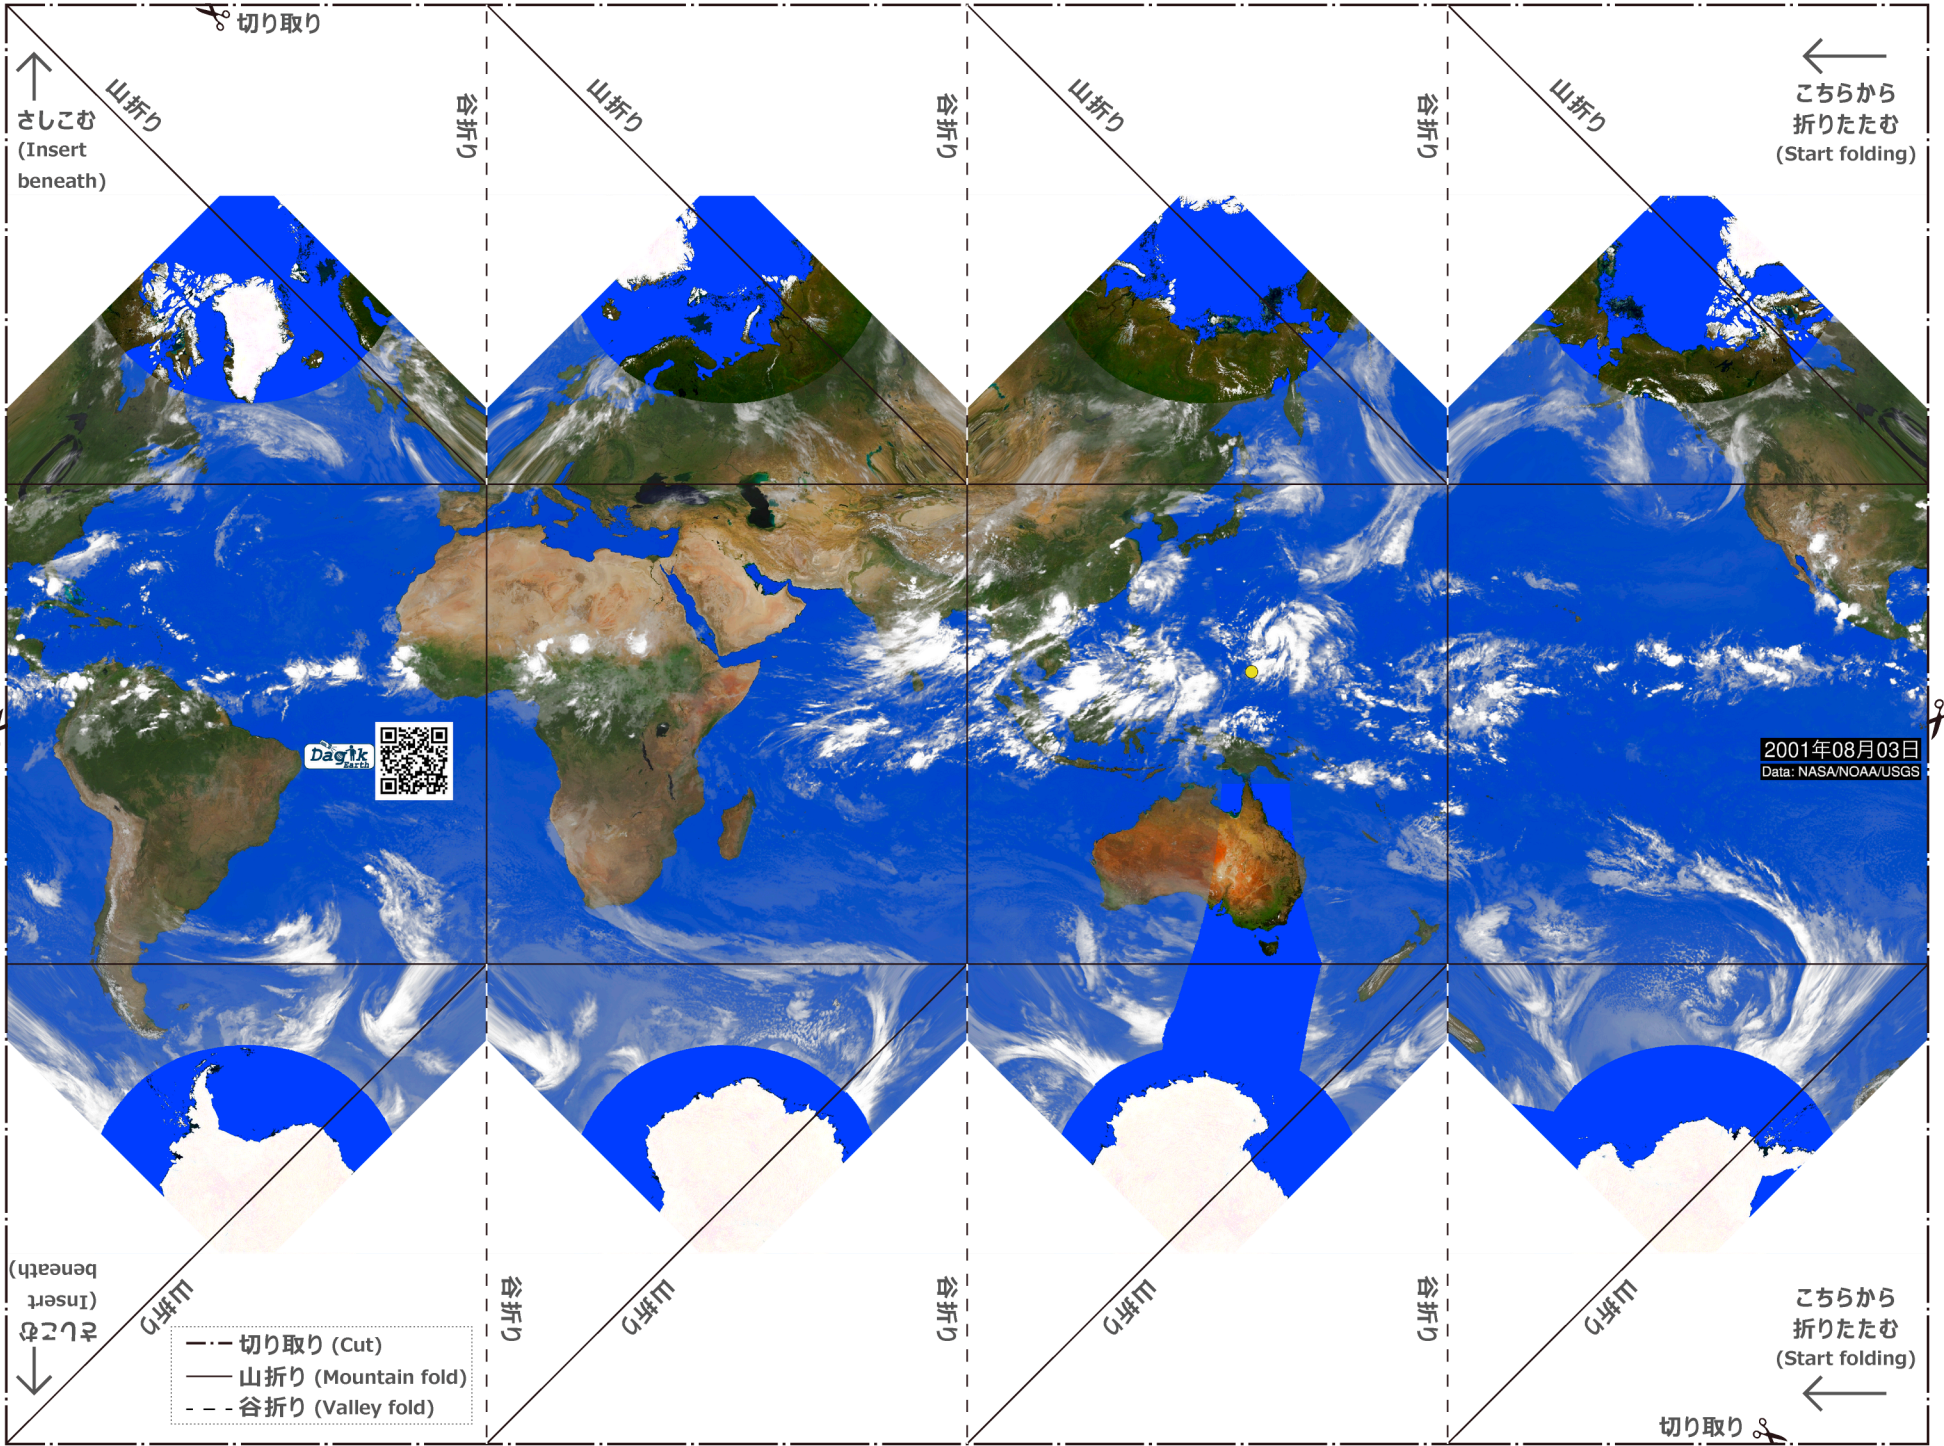 切り取り
山折り
谷折り
山折り
谷折り
山折り
谷折り
山折り
さしこむ
(Insert
beneath)
こちらから
折りたたむ
(Start folding)
Dagik
Earth
2001年08月03日
Data: NASA/NOAA/USGS
さしこむ
(Insert
beneath)
山折り
谷折り
山折り
谷折り
山折り
谷折り
山折り
こちらから
折りたたむ
(Start folding)
切り取り (Cut)
山折り (Mountain fold)
谷折り (Valley fold)
切り取り